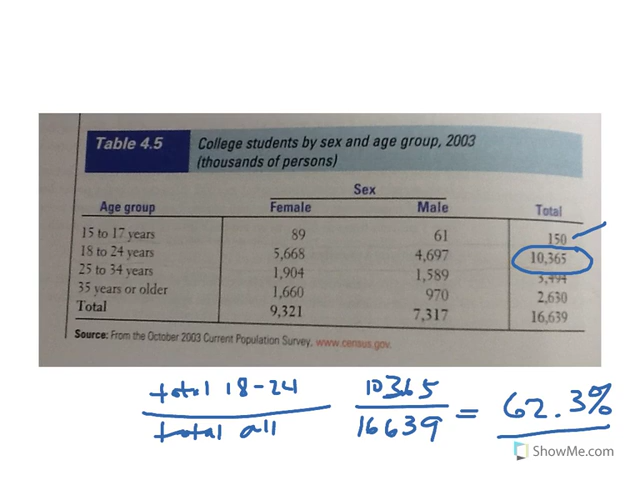 Table 4.5 College students by sex and age group, 2003
(thousands of persons)
Sex
Age group Female Male Total
15 to 17 years 89 61 150
18 to 24 years 5,668 4,697 10,365
25 to 34 years 1,904 1,589 3,494
35 years or older 1,660 970 2,630
Total 9,321 7,317 16,639
Source: From the October 2003 Current Population Survey, www.census.gov.
total 18-24 10365
total all 16639 = 62.3%
ShowMe.com